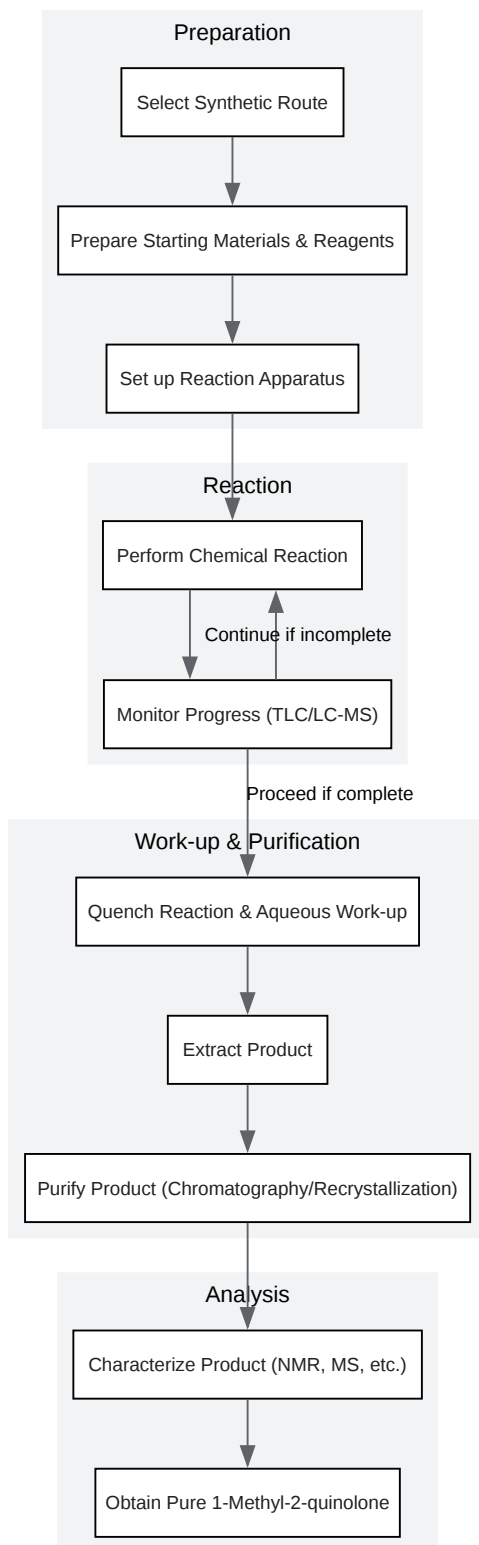 Preparation
Select Synthetic Route
Prepare Starting Materials & Reagents
Set up Reaction Apparatus
Reaction
Perform Chemical Reaction
Continue if incomplete
Monitor Progress (TLC/LC-MS)
Proceed if complete
Work-up & Purification
Quench Reaction & Aqueous Work-up
Extract Product
Purify Product (Chromatography/Recrystallization)
Analysis
Characterize Product (NMR, MS, etc.)
Obtain Pure 1-Methyl-2-quinolone